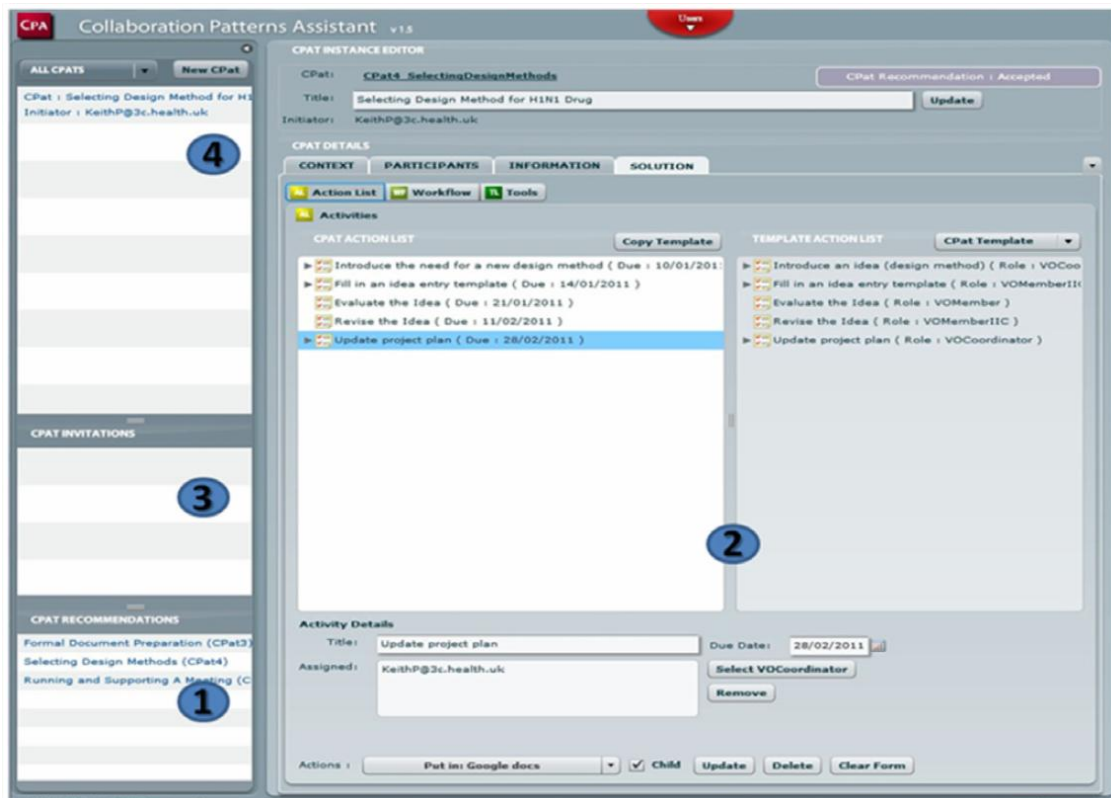 CPA Collaboration Patterns Assistant v 1.5
Users
ALL CPATS New CPat
CPat : Selecting Design Method for H1
Initiator : KeithP@3c.health.uk
4
CPAT INVITATIONS
3
CPAT RECOMMENDATIONS
Formal Document Preparation (CPat3)
Selecting Design Methods (CPat4)
Running and Supporting A Meeting (C
1
CPAT INSTANCE EDITOR
CPat: CPat4_SelectingDesignMethods CPat Recommendation : Accepted
Title: Selecting Design Method for H1N1 Drug Update
Initiator: KeithP@3c.health.uk
CPAT DETAILS
CONTEXT PARTICIPANTS INFORMATION SOLUTION
AL Action List WF Workflow TL Tools
AL Activities
CPAT ACTION LIST Copy Template
Introduce the need for a new design method ( Due : 10/01/201
Fill in an idea entry template ( Due : 14/01/2011 )
Evaluate the Idea ( Due : 21/01/2011 )
Revise the Idea ( Due : 11/02/2011 )
Update project plan ( Due : 28/02/2011 )
TEMPLATE ACTION LIST CPat Template
Introduce an idea (design method) ( Role : VOCoo
Fill in an idea entry template ( Role : VOMemberIIC
Evaluate the Idea ( Role : VOMember )
Revise the Idea ( Role : VOMemberIIC )
Update project plan ( Role : VOCoordinator )
2
Activity Details
Title: Update project plan Due Date: 28/02/2011
Assigned: KeithP@3c.health.uk Select VOCoordinator
Remove
Actions : Put in: Google docs Child Update Delete Clear Form